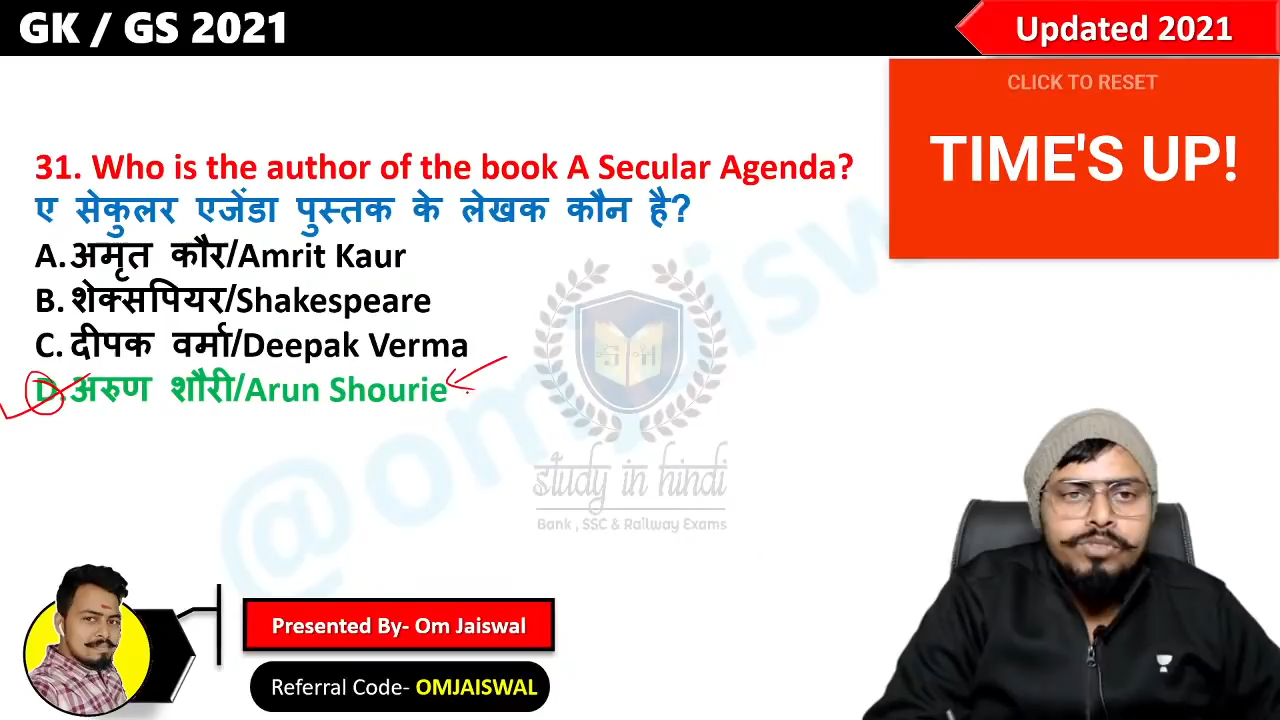 GK / GS 2021
Updated 2021
CLICK TO RESET
TIME'S UP!
31. Who is the author of the book A Secular Agenda?
ए सेकुलर एजेंडा पुस्तक के लेखक कौन है?
A. अमृत कौर/Amrit Kaur
B. शेक्सपियर/Shakespeare
C. दीपक वर्मा/Deepak Verma
D. अरुण शौरी/Arun Shourie
study in hindi
Bank , SSC & Railway Exams
Presented By- Om Jaiswal
Referral Code- OMJAISWAL